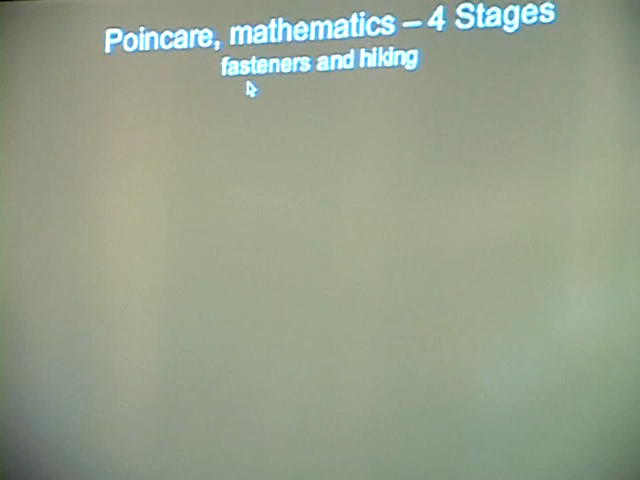 Poincare, mathematics – 4 Stages
fasteners and hiking